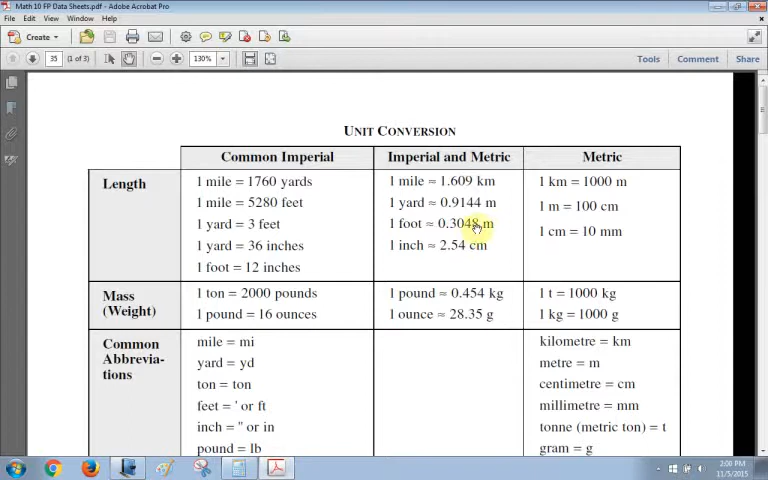 Math 10 FP Data Sheets.pdf - Adobe Acrobat Pro
File Edit View Window Help
Create
35 (1 of 3) 130% Tools Comment Share
UNIT CONVERSION
Common Imperial Imperial and Metric Metric
Length
1 mile = 1760 yards
1 mile = 5280 feet
1 yard = 3 feet
1 yard = 36 inches
1 foot = 12 inches
1 mile ≈ 1.609 km
1 yard ≈ 0.9144 m
1 foot ≈ 0.3048 m
1 inch ≈ 2.54 cm
1 km = 1000 m
1 m = 100 cm
1 cm = 10 mm
Mass
(Weight)
1 ton = 2000 pounds
1 pound = 16 ounces
1 pound ≈ 0.454 kg
1 ounce ≈ 28.35 g
1 t = 1000 kg
1 kg = 1000 g
Common
Abbrevia-
tions
mile = mi
yard = yd
ton = ton
feet = ' or ft
inch = " or in
pound = lb
kilometre = km
metre = m
centimetre = cm
millimetre = mm
tonne (metric ton) = t
gram = g
2:00 PM
11/5/2015